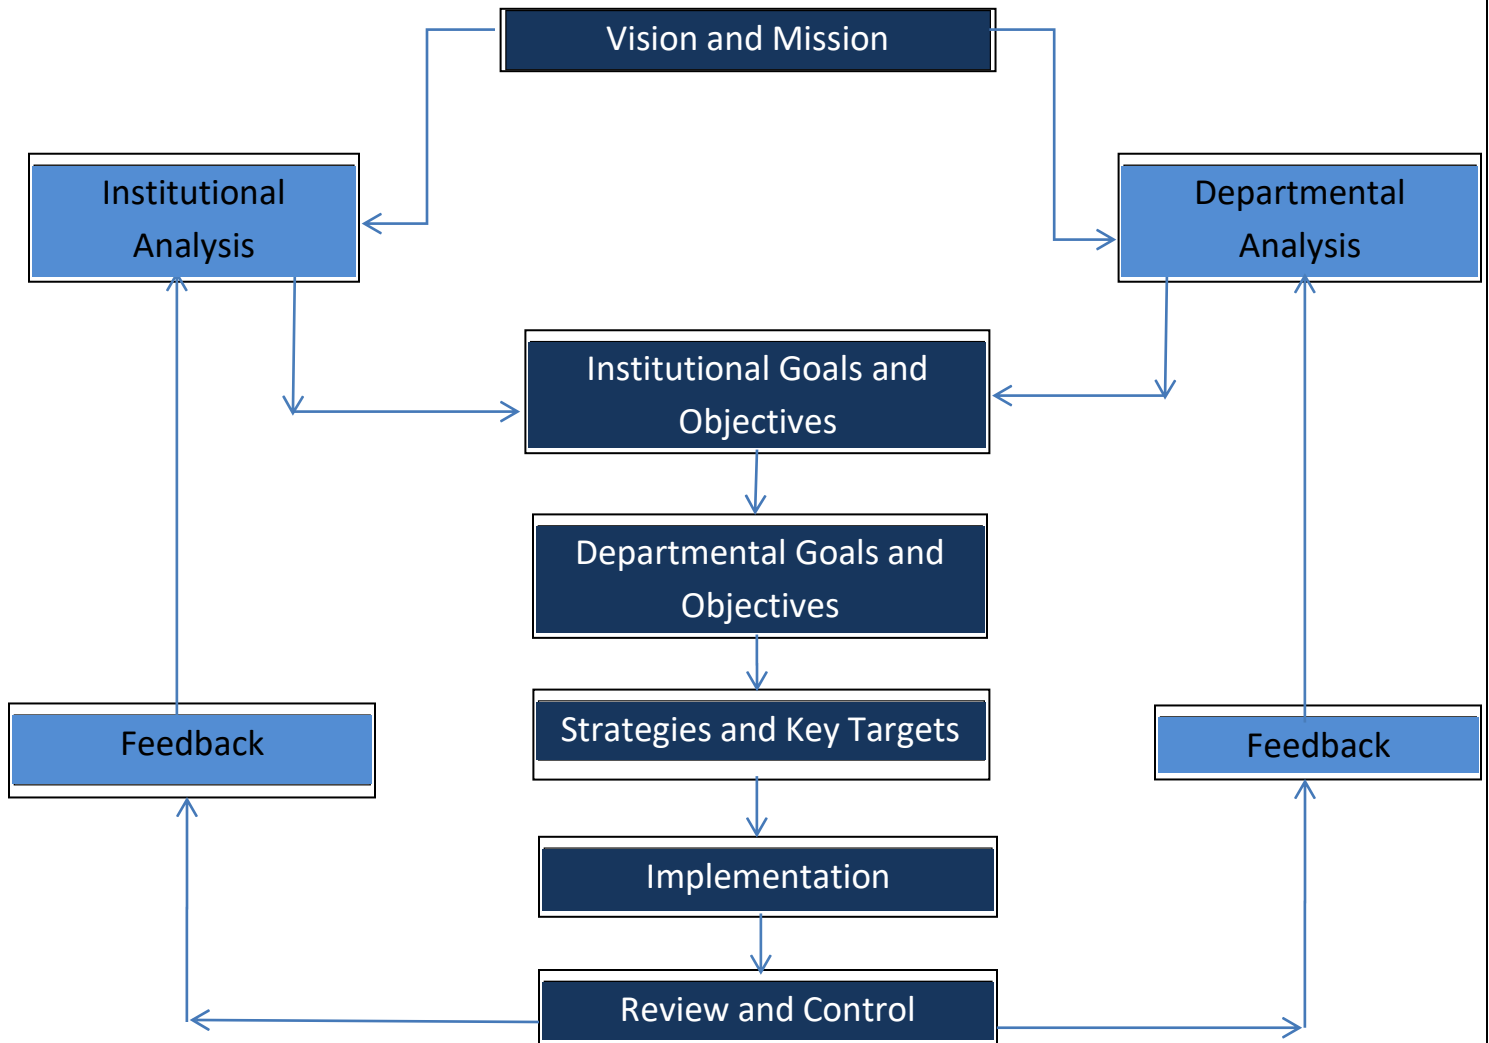 Vision and Mission
Institutional
Analysis
Departmental
Analysis
Institutional Goals and
Objectives
Departmental Goals and
Objectives
Strategies and Key Targets
Feedback
Feedback
Implementation
Review and Control